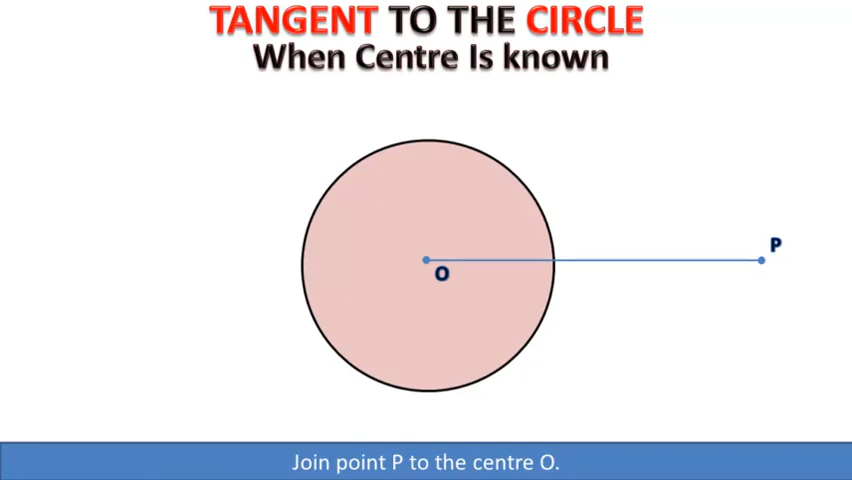 TANGENT TO THE CIRCLE
When Centre Is known
P
O
Join point P to the centre O.